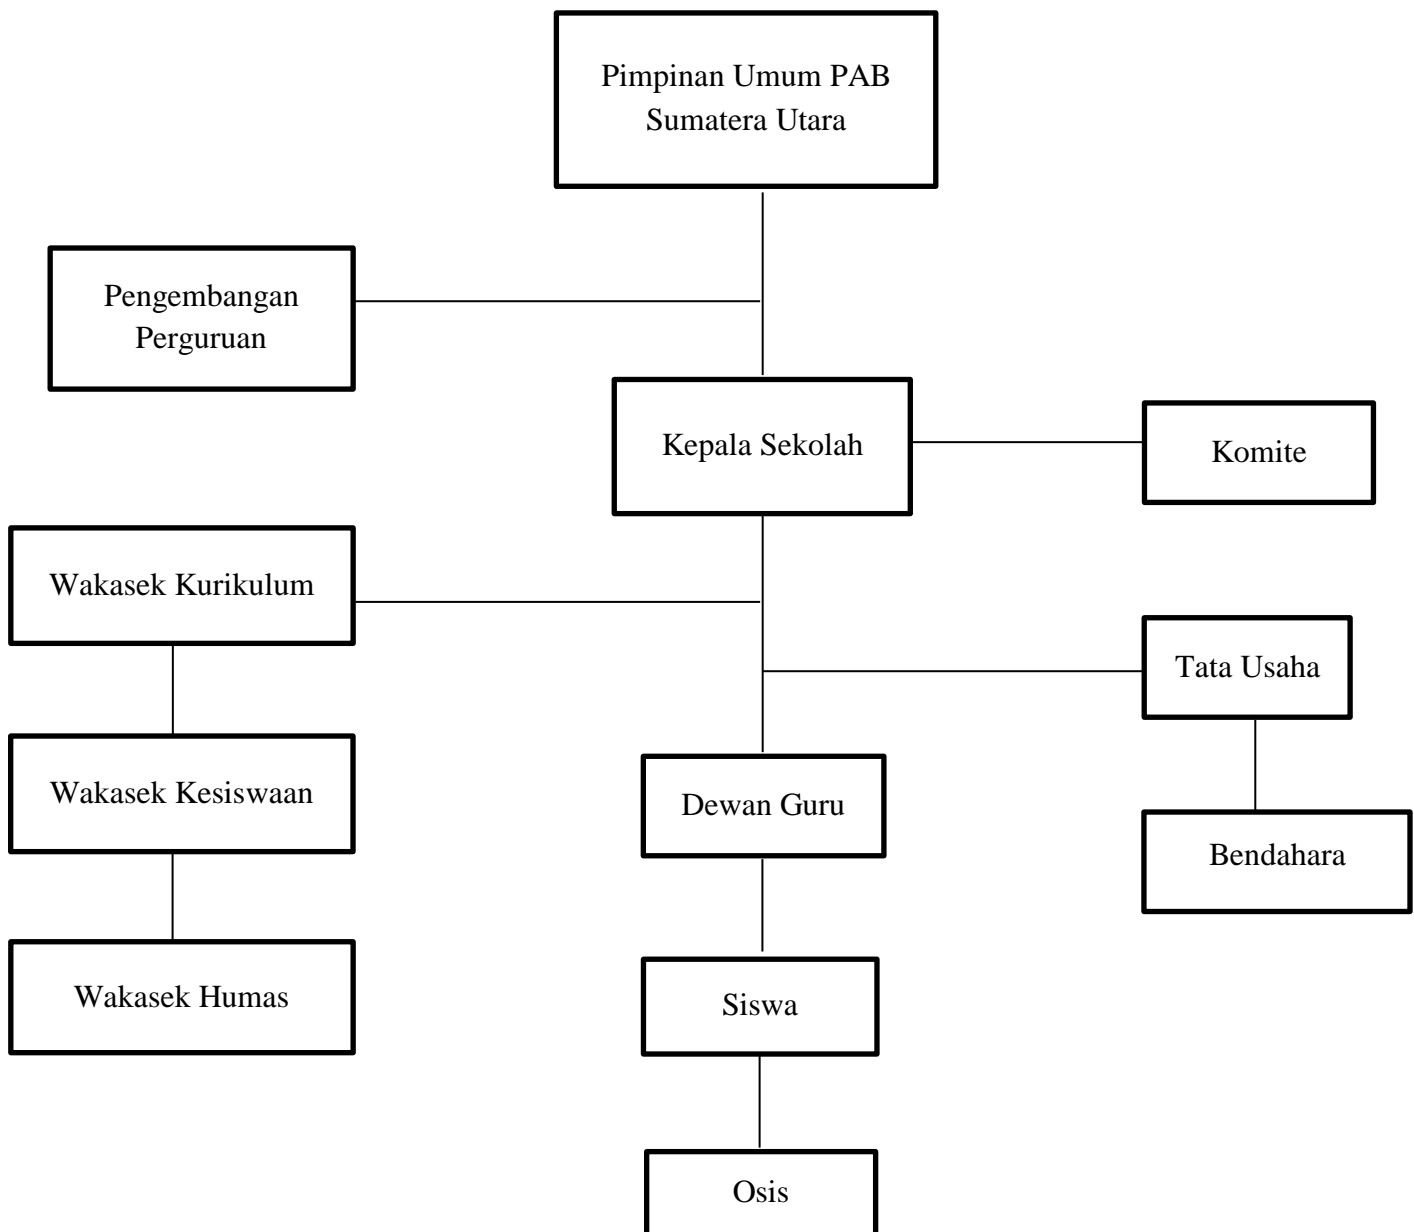 Pimpinan Umum PAB
Sumatera Utara
Pengembangan
Perguruan
Kepala Sekolah
Komite
Wakasek Kurikulum
Tata Usaha
Wakasek Kesiswaan
Dewan Guru
Bendahara
Wakasek Humas
Siswa
Osis